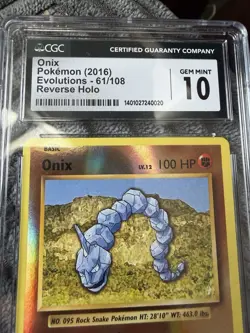 CGC
CERTIFIED GUARANTY COMPANY
Onix
Pokémon (2016)
Evolutions - 61/108
Reverse Holo
GEM MINT
10
1401027240020
BASIC
Onix
LV.12 100 HP
NO. 095 Rock Snake Pokémon HT: 28'10" WT: 463.0 lbs.